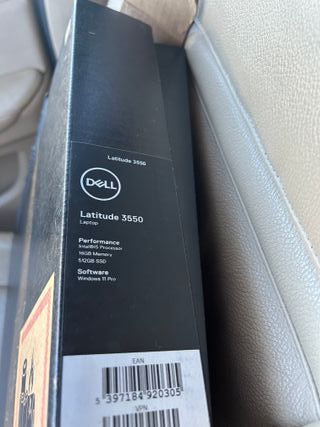 Latitude 3550
DELL
Latitude 3550
Laptop
Performance
Intel®i5 Processor
16GB Memory
512GB SSD
Software
Windows 11 Pro
EAN
5 397184 920305
VPN